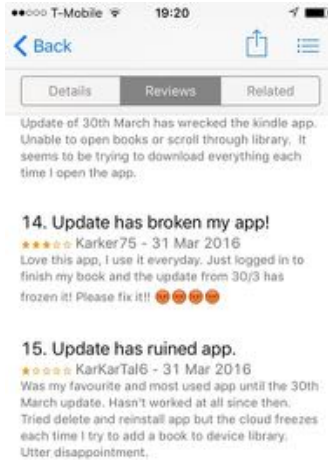 T-Mobile 19:20
Back
Details Reviews Related
Update of 30th March has wrecked the kindle app.
Unable to open books or scroll through library. It
seems to be trying to download everything each
time I open the app.
14. Update has broken my app!
Karker75 - 31 Mar 2016
Love this app, I use it everyday. Just logged in to
finish my book and the update from 30/3 has
frozen it! Please fix it!! 😡😡😡😡
15. Update has ruined app.
KarKarTal6 - 31 Mar 2016
Was my favourite and most used app until the 30th
March update. Hasn't worked at all since then.
Tried delete and reinstall app but the cloud freezes
each time I try to add a book to device library.
Utter disappointment.